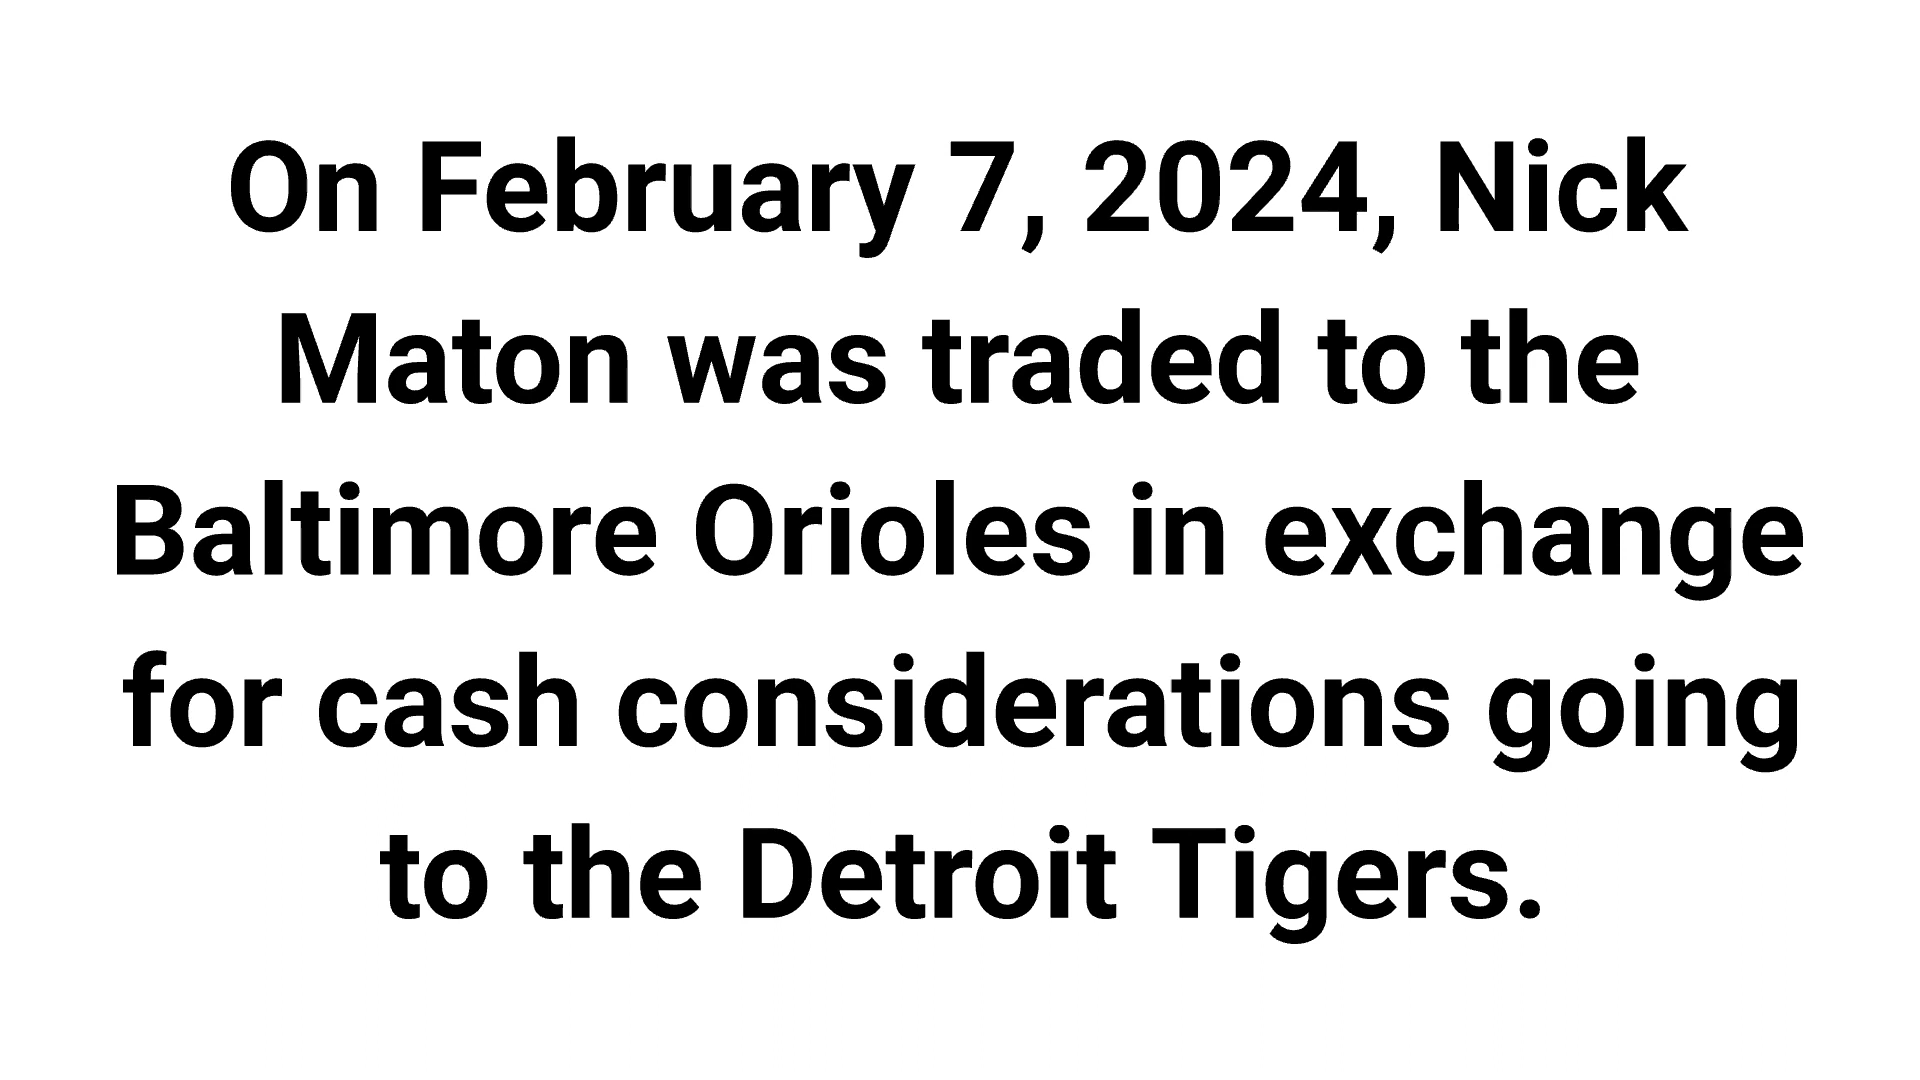 On February 7, 2024, Nick
Maton was traded to the
Baltimore Orioles in exchange
for cash considerations going
to the Detroit Tigers.